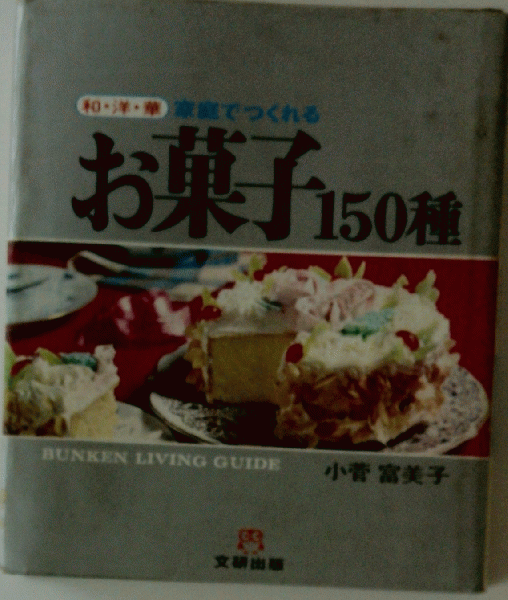 和・洋・華 家庭でつくれる
お菓子150種
BUNKEN LIVING GUIDE
小菅 富美子
文研出版